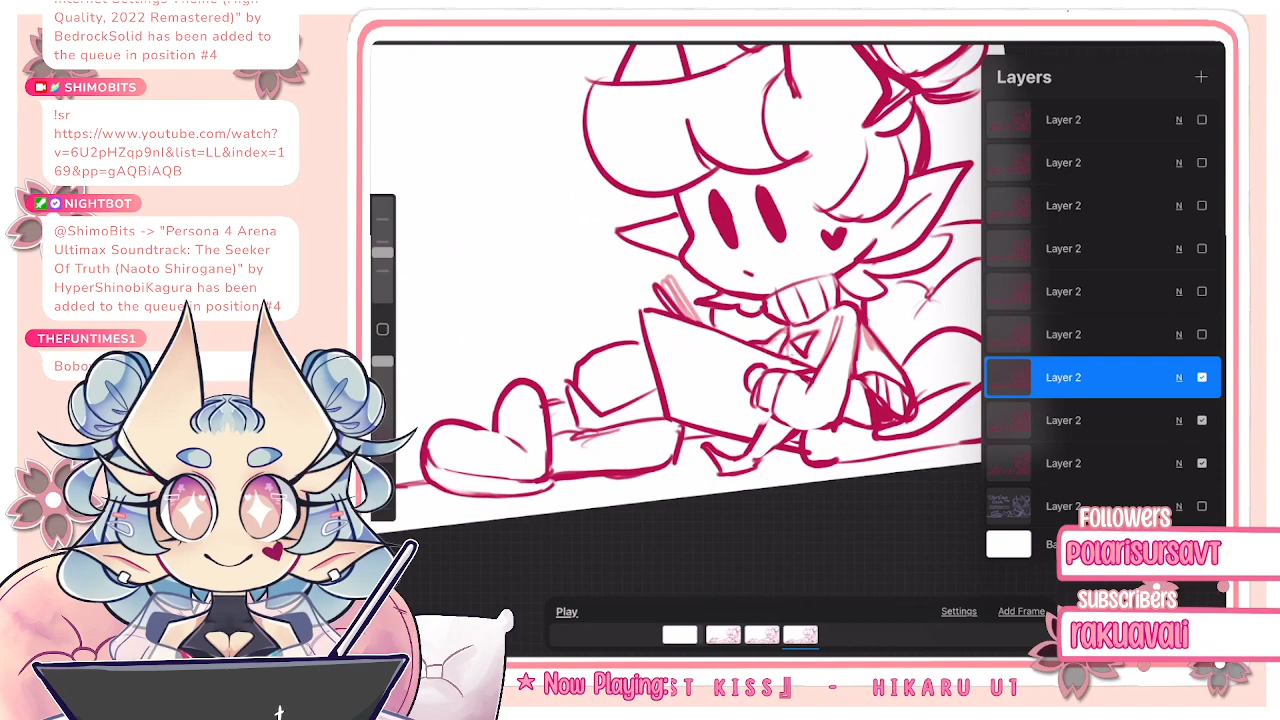 Quality, 2022 Remastered)" by
BedrockSolid has been added to
the queue in position #4
SHIMOBITS
!sr
https://www.youtube.com/watch?
v=6U2pHZqp9nI&list=LL&index=1
69&pp=gAQBiAQB
NIGHTBOT
@ShimoBits -> "Persona 4 Arena
Ultimax Soundtrack: The Seeker
Of Truth (Naoto Shirogane)" by
HyperShinobiKagura has been
added to the queue in position #4
THEFUNTIMES1
Layers
Layer 2 N
Layer 2 N
Layer 2 N
Layer 2 N
Layer 2 N
Layer 2 N
Layer 2 N
Layer 2 N
Layer 2 N
Layer 2 N
Followers
POLARISURSAVT
SUBSCRIBERS
RAKUAVALI
Play
Settings
Add Frame
★ Now Playing:
ST KISS』 - HIKARU UT